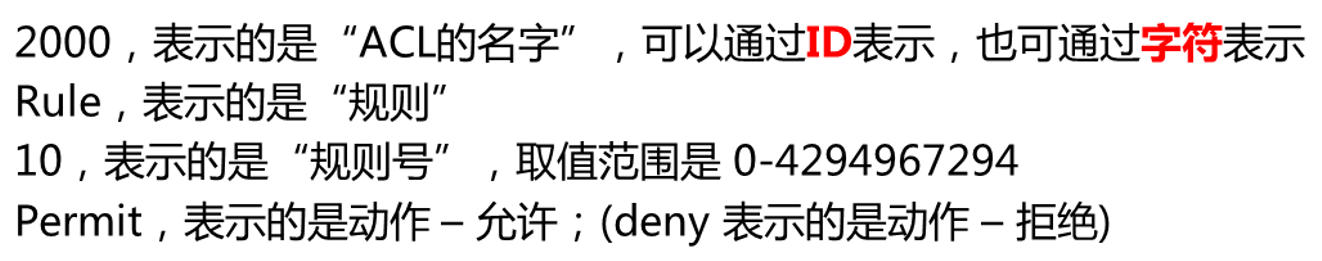 2000，表示的是“ACL的名字”，可以通过ID表示，也可通过字符表示
Rule，表示的是“规则”
10，表示的是“规则号”，取值范围是 0-4294967294
Permit，表示的是动作 – 允许；(deny 表示的是动作 – 拒绝)